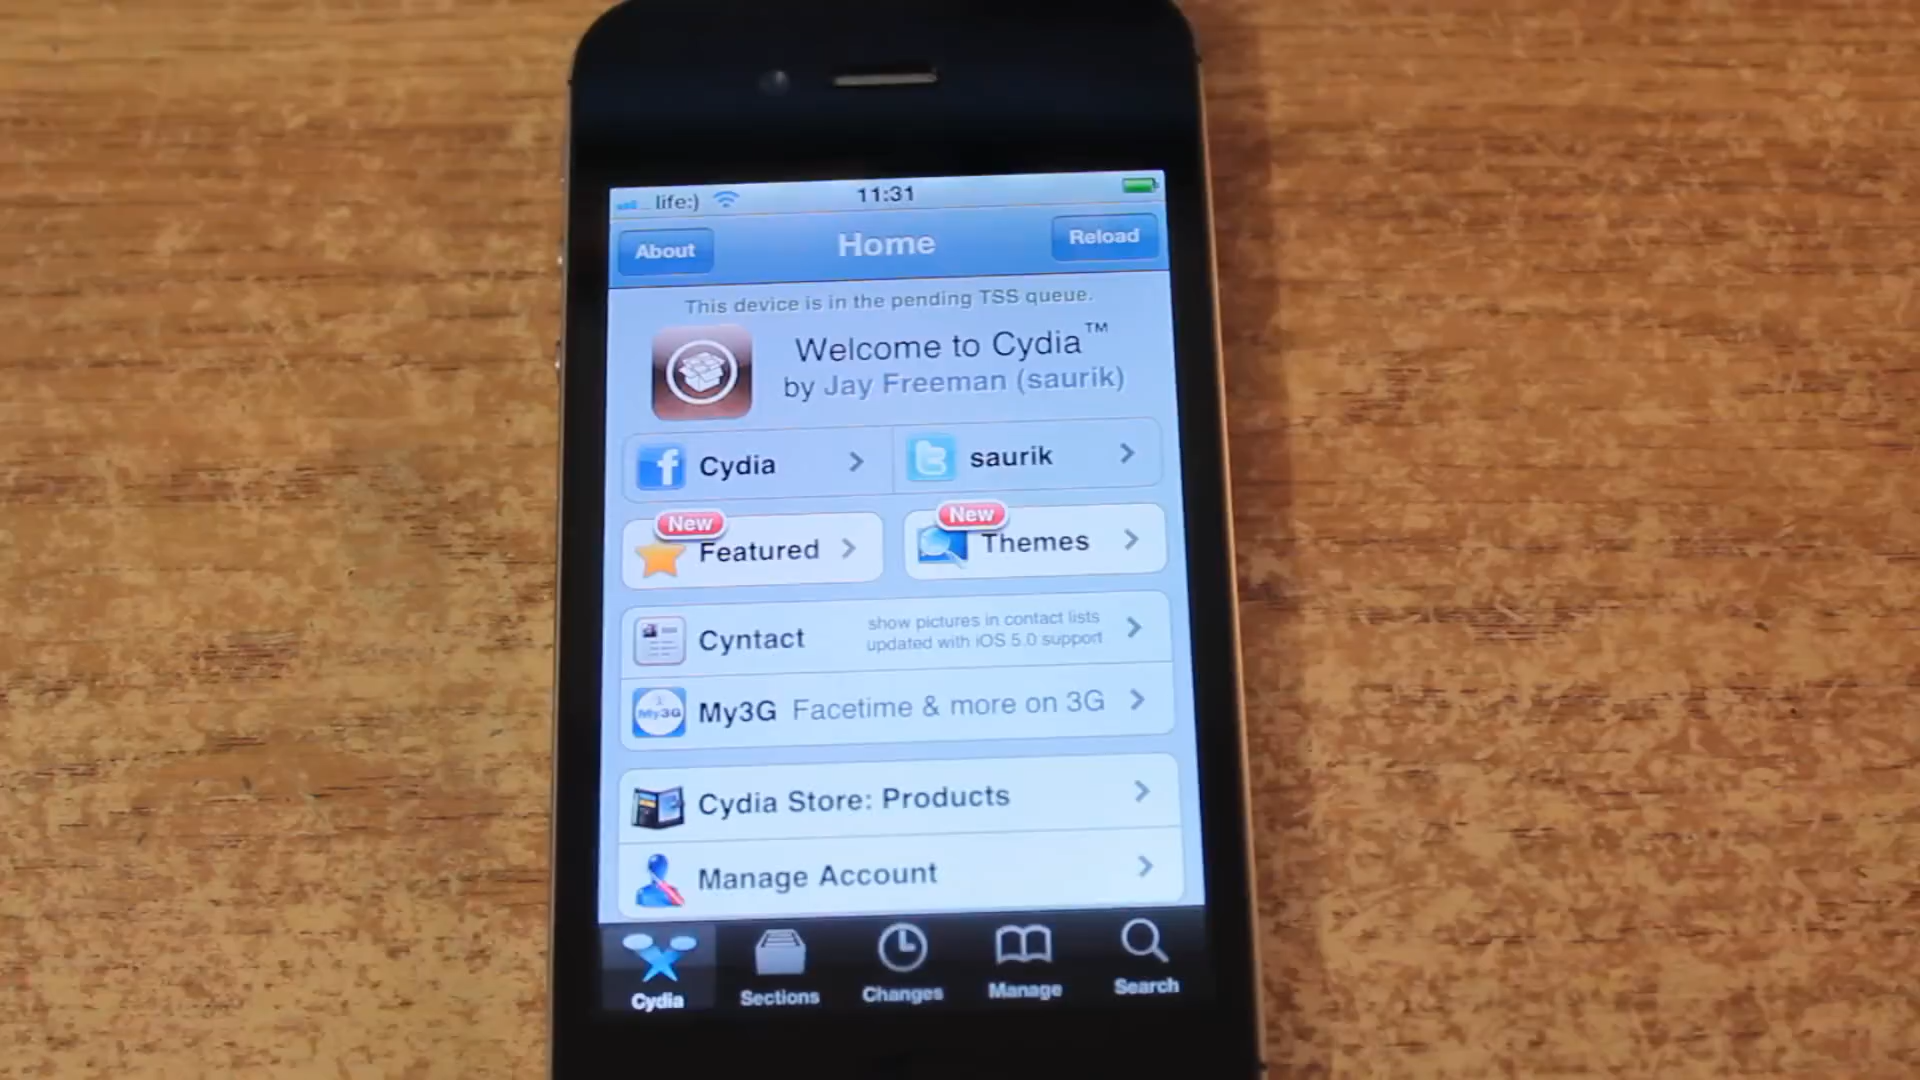 life:) 11:31
About Home Reload
This device is in the pending TSS queue.
Welcome to Cydia™
by Jay Freeman (saurik)
Cydia saurik
New New
Featured Themes
Cyntact show pictures in contact lists
updated with iOS 5.0 support
My3G My3G Facetime & more on 3G
Cydia Store: Products
Manage Account
Cydia Sections Changes Manage Search